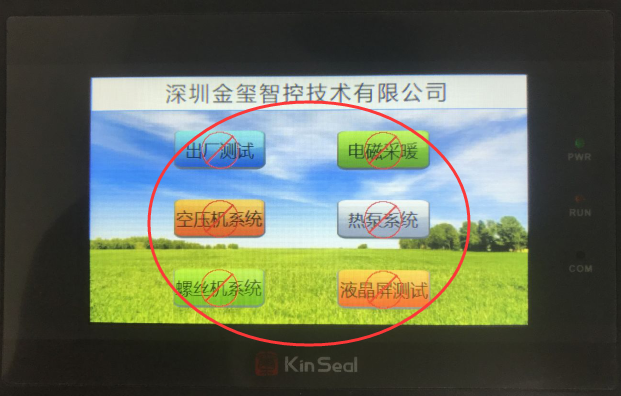 深圳金玺智控技术有限公司
出厂测试
电磁采暖
空压机系统
热泵系统
螺丝机系统
液晶屏测试
PWR
RUN
COM
KinSeal